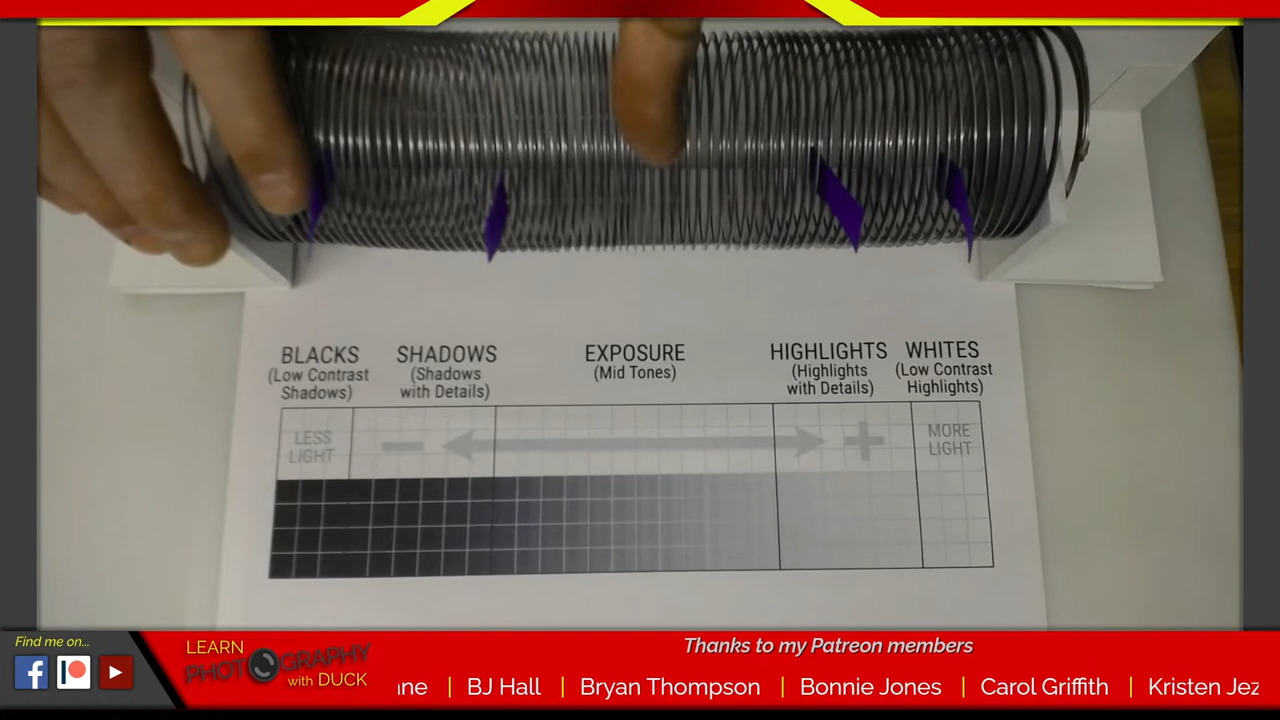 BLACKS
(Low Contrast
Shadows)
SHADOWS
(Shadows
with Details)
EXPOSURE
(Mid Tones)
HIGHLIGHTS
(Highlights
with Details)
WHITES
(Low Contrast
Highlights)
LESS
LIGHT
MORE
LIGHT
Find me on...
LEARN
PHOTOGRAPHY
with DUCK
Thanks to my Patreon members
BJ Hall | Bryan Thompson | Bonnie Jones | Carol Griffith | Kristen